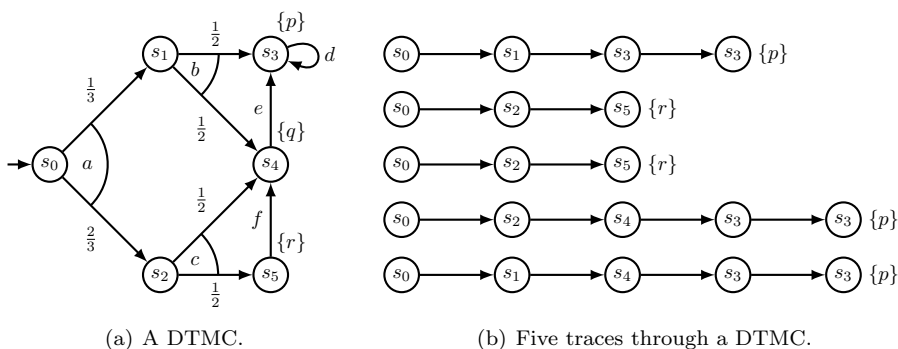 {p}
1/2
s1 s3 d
b
1/3
1/2 e
{q}
s0 a s4
1/2
f
2/3
{r}
c
s2 s5
1/2
(a) A DTMC.
s0 s1 s3 s3 {p}
s0 s2 s5 {r}
s0 s2 s5 {r}
s0 s2 s4 s3 s3 {p}
s0 s1 s4 s3 s3 {p}
(b) Five traces through a DTMC.